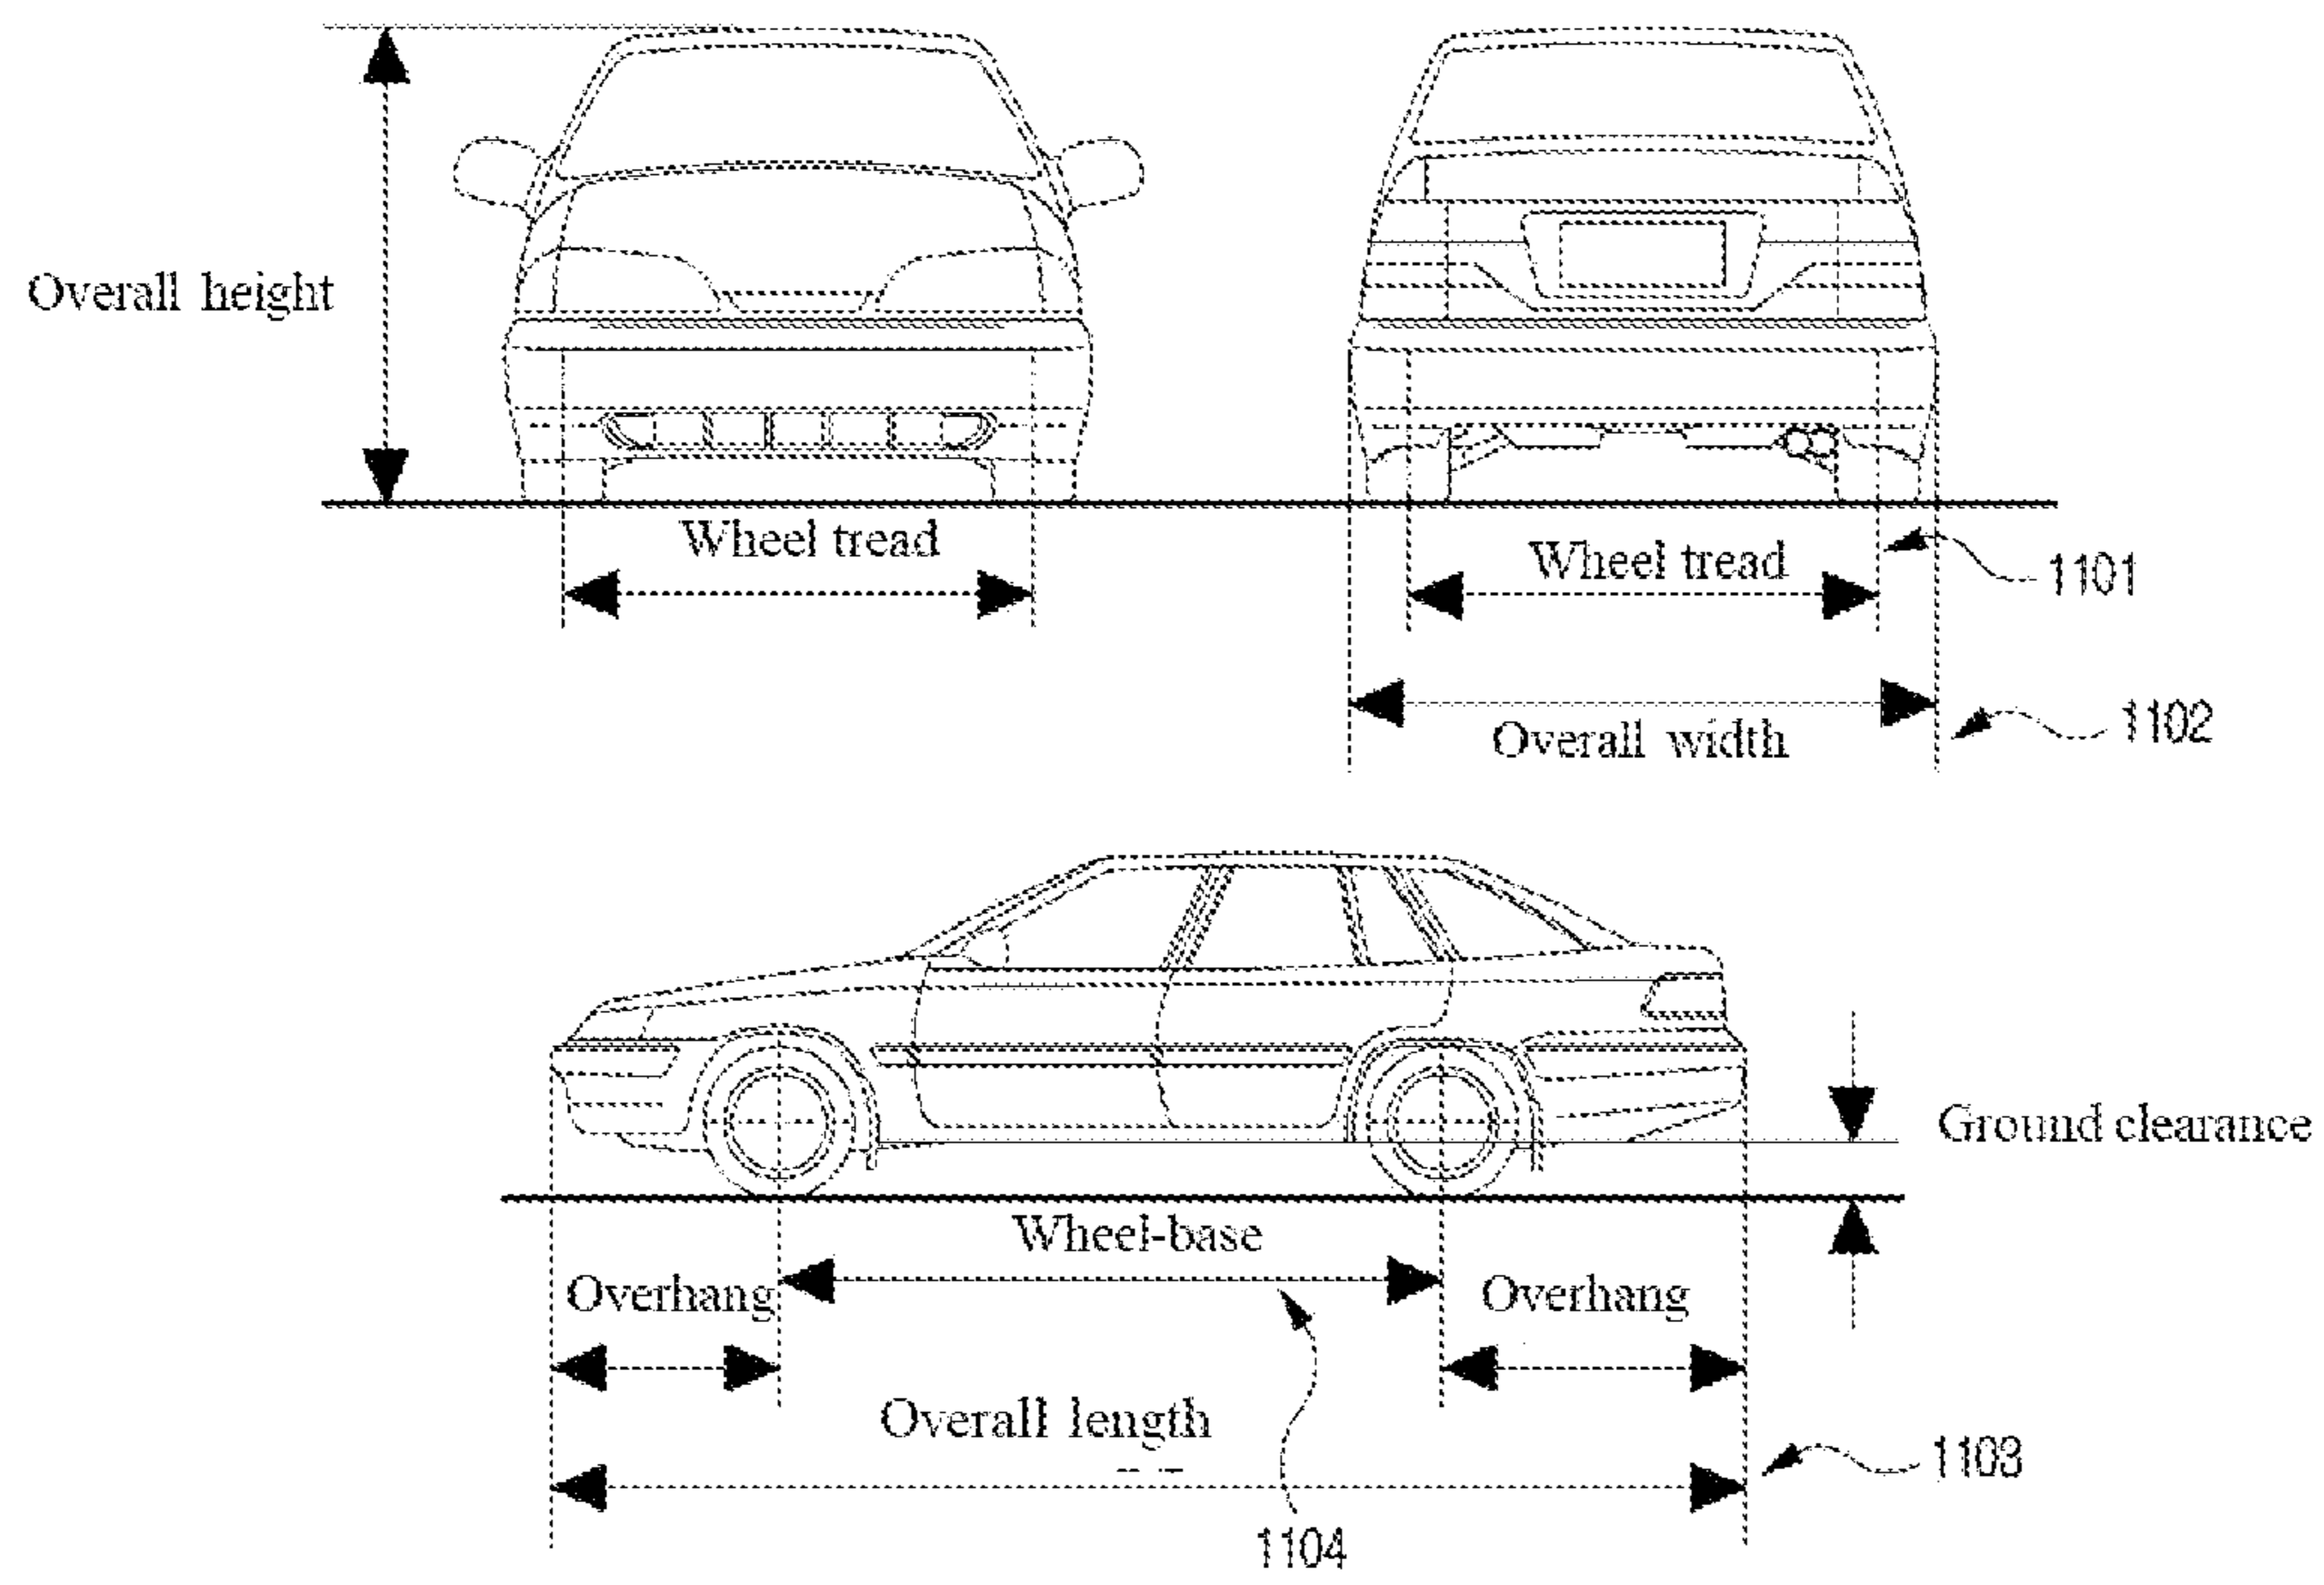 Overall height
Wheel tread
Wheel tread
1101
Overall width
1102
Ground clearance
Wheel-base
Overhang
Overhang
Overall length
1103
1104